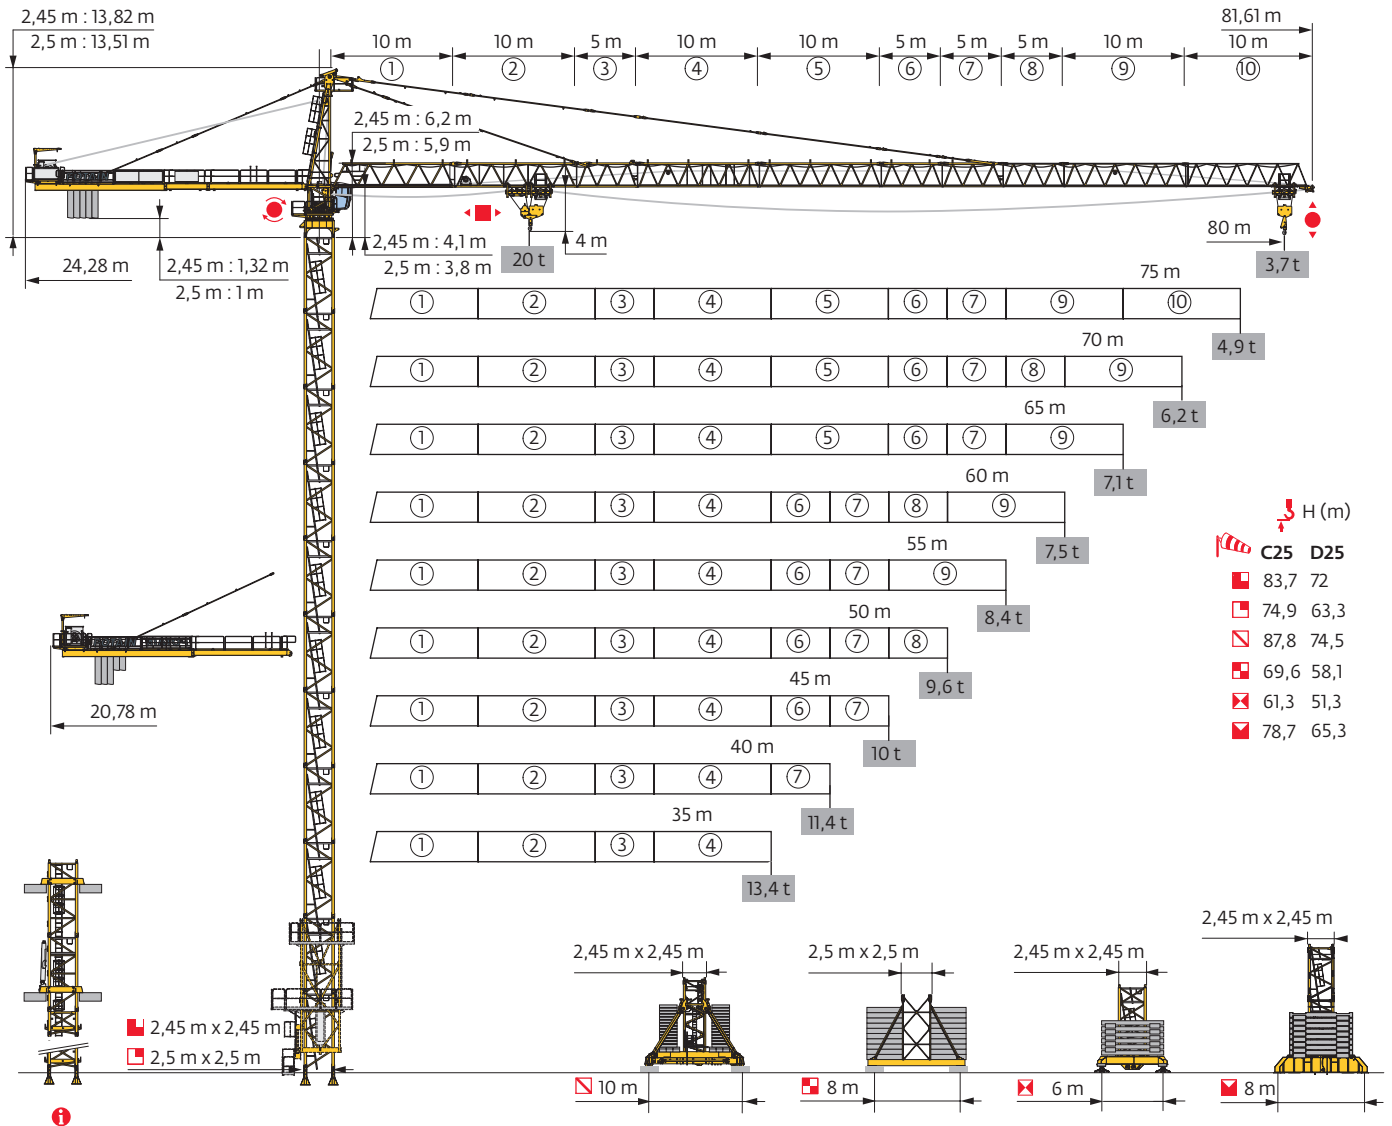 2,45 m : 13,82 m
2,5 m : 13,51 m
81,61 m
10 m 10 m 5 m 10 m 10 m 5 m 5 m 5 m 10 m 10 m
① ② ③ ④ ⑤ ⑥ ⑦ ⑧ ⑨ ⑩
2,45 m : 6,2 m
2,5 m : 5,9 m
2,45 m : 4,1 m
2,5 m : 3,8 m
4 m
20 t
80 m
3,7 t
24,28 m
2,45 m : 1,32 m
2,5 m : 1 m
75 m
① ② ③ ④ ⑤ ⑥ ⑦ ⑨ ⑩
4,9 t
70 m
① ② ③ ④ ⑤ ⑥ ⑦ ⑧ ⑨
6,2 t
65 m
① ② ③ ④ ⑤ ⑥ ⑦ ⑨
7,1 t
60 m
① ② ③ ④ ⑥ ⑦ ⑧ ⑨
7,5 t
55 m
① ② ③ ④ ⑥ ⑦ ⑨
8,4 t
50 m
① ② ③ ④ ⑥ ⑦ ⑧
9,6 t
45 m
① ② ③ ④ ⑥ ⑦
10 t
40 m
① ② ③ ④ ⑦
11,4 t
35 m
① ② ③ ④
13,4 t
H (m)
C25 D25
83,7 72
74,9 63,3
87,8 74,5
69,6 58,1
61,3 51,3
78,7 65,3
20,78 m
2,45 m x 2,45 m
2,5 m x 2,5 m
2,45 m x 2,45 m
10 m
2,5 m x 2,5 m
8 m
2,45 m x 2,45 m
6 m
2,45 m x 2,45 m
8 m
i